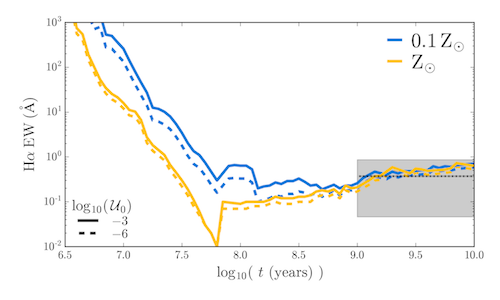 10³
10²
10¹
10⁰
10⁻¹
10⁻²
Hα EW (Å)
0.1 Z⊙
Z⊙
log₁₀(𝒰₀)
−3
−6
6.5 7.0 7.5 8.0 8.5 9.0 9.5 10.0
log₁₀( t (years) )